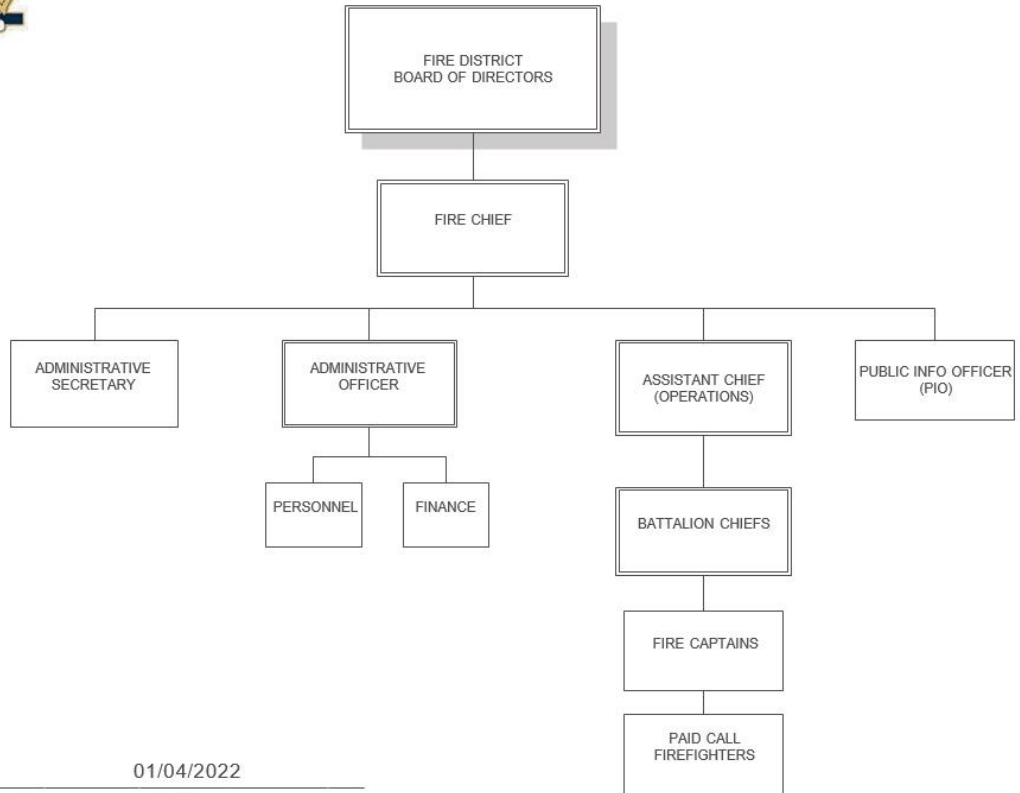 FIRE DISTRICT
BOARD OF DIRECTORS
FIRE CHIEF
ADMINISTRATIVE
SECRETARY
ADMINISTRATIVE
OFFICER
ASSISTANT CHIEF
(OPERATIONS)
PUBLIC INFO OFFICER
(PIO)
PERSONNEL
FINANCE
BATTALION CHIEFS
FIRE CAPTAINS
PAID CALL
FIREFIGHTERS
01/04/2022